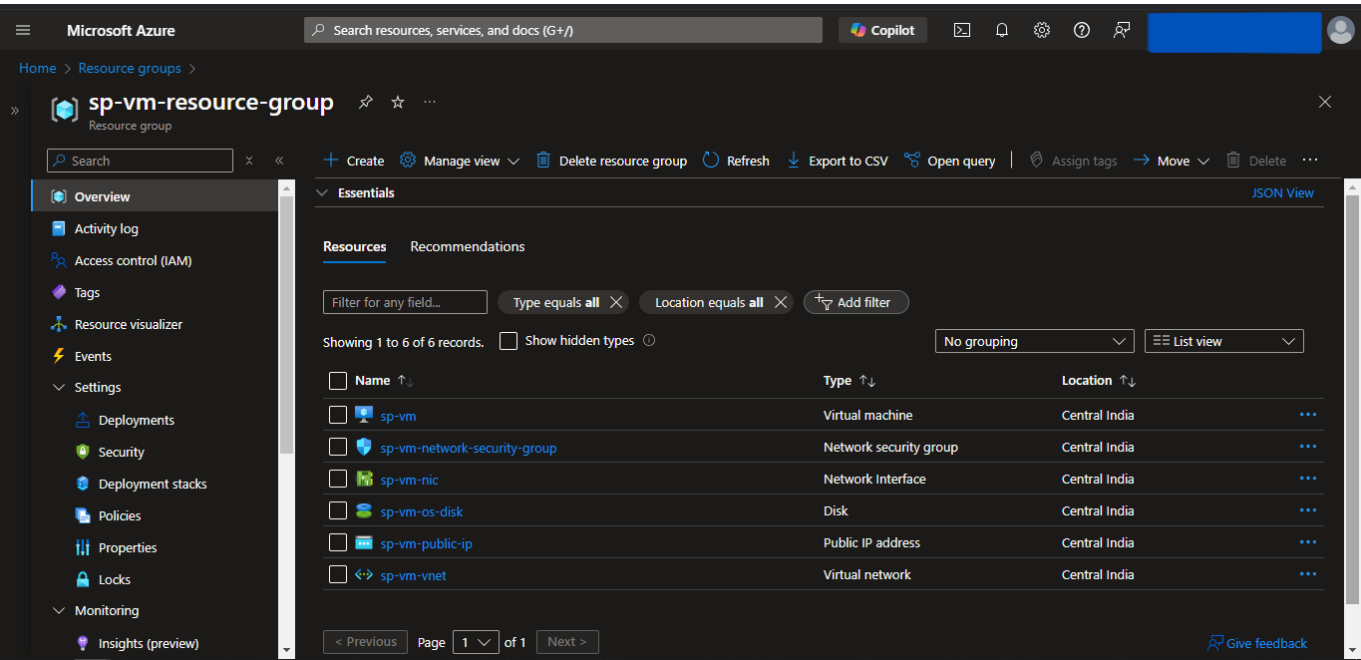 Microsoft Azure
Search resources, services, and docs (G+/)
Copilot
Home > Resource groups >
sp-vm-resource-group
Resource group
Search
Create
Manage view
Delete resource group
Refresh
Export to CSV
Open query
Assign tags
Move
Delete
Overview
Activity log
Access control (IAM)
Tags
Resource visualizer
Events
Settings
Deployments
Security
Deployment stacks
Policies
Properties
Locks
Monitoring
Insights (preview)
Essentials
JSON View
Resources
Recommendations
Filter for any field...
Type equals all
Location equals all
Add filter
Showing 1 to 6 of 6 records.
Show hidden types
No grouping
List view
Name Type Location
sp-vm Virtual machine Central India
sp-vm-network-security-group Network security group Central India
sp-vm-nic Network Interface Central India
sp-vm-os-disk Disk Central India
sp-vm-public-ip Public IP address Central India
sp-vm-vnet Virtual network Central India
< Previous Page 1 of 1 Next >
Give feedback